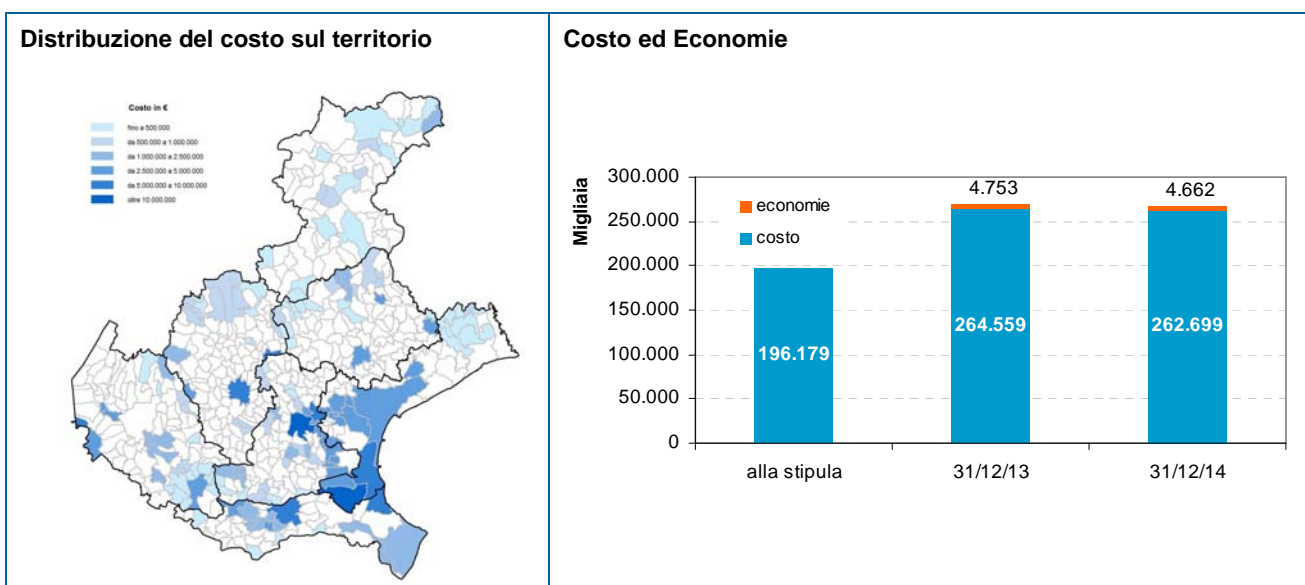 Distribuzione del costo sul territorio
Costo in €
fino a 500.000
da 500.000 a 1.000.000
da 1.000.000 a 2.500.000
da 2.500.000 a 5.000.000
da 5.000.000 a 10.000.000
oltre 10.000.000
Costo ed Economie
Migliaia
300.000
250.000
200.000
150.000
100.000
50.000
0
economie
costo
4.753
4.662
196.179
264.559
262.699
alla stipula
31/12/13
31/12/14